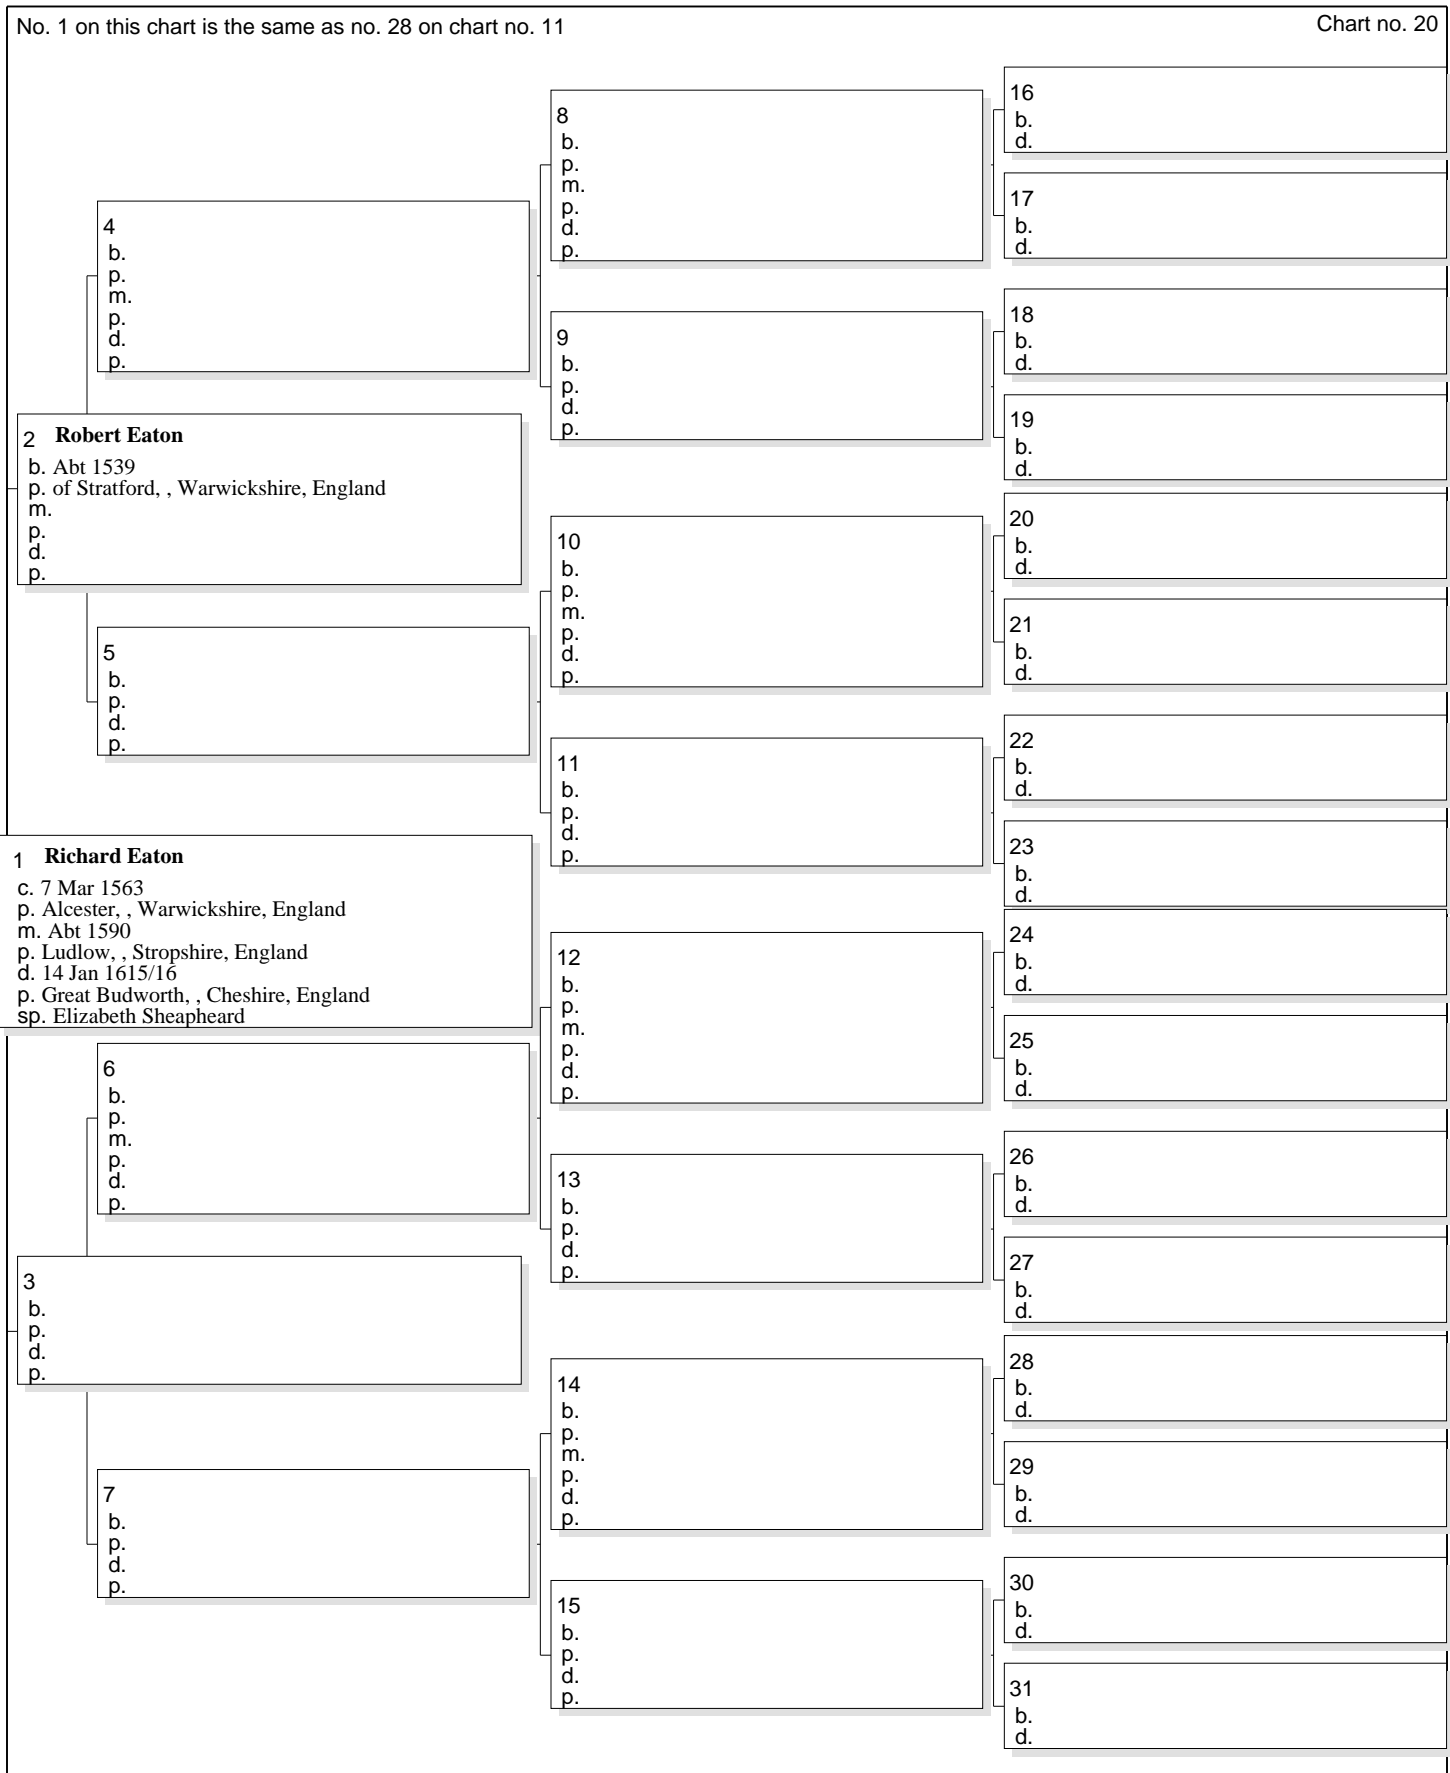 No. 1 on this chart is the same as no. 28 on chart no. 11
Chart no. 20
16
b.
d.
8
b.
p.
m.
p.
d.
p.
17
b.
d.
4
b.
p.
m.
p.
d.
p.
18
b.
d.
9
b.
p.
d.
p.
19
b.
d.
2 Robert Eaton
b. Abt 1539
p. of Stratford, , Warwickshire, England
m.
p.
d.
p.
20
b.
d.
10
b.
p.
m.
p.
d.
p.
21
b.
d.
5
b.
p.
d.
p.
22
b.
d.
11
b.
p.
d.
p.
23
b.
d.
1 Richard Eaton
c. 7 Mar 1563
p. Alcester, , Warwickshire, England
m. Abt 1590
p. Ludlow, , Stropshire, England
d. 14 Jan 1615/16
p. Great Budworth, , Cheshire, England
sp. Elizabeth Sheapheard
24
b.
d.
12
b.
p.
m.
p.
d.
p.
25
b.
d.
6
b.
p.
m.
p.
d.
p.
26
b.
d.
13
b.
p.
d.
p.
27
b.
d.
3
b.
p.
d.
p.
28
b.
d.
14
b.
p.
m.
p.
d.
p.
29
b.
d.
7
b.
p.
d.
p.
30
b.
d.
15
b.
p.
d.
p.
31
b.
d.